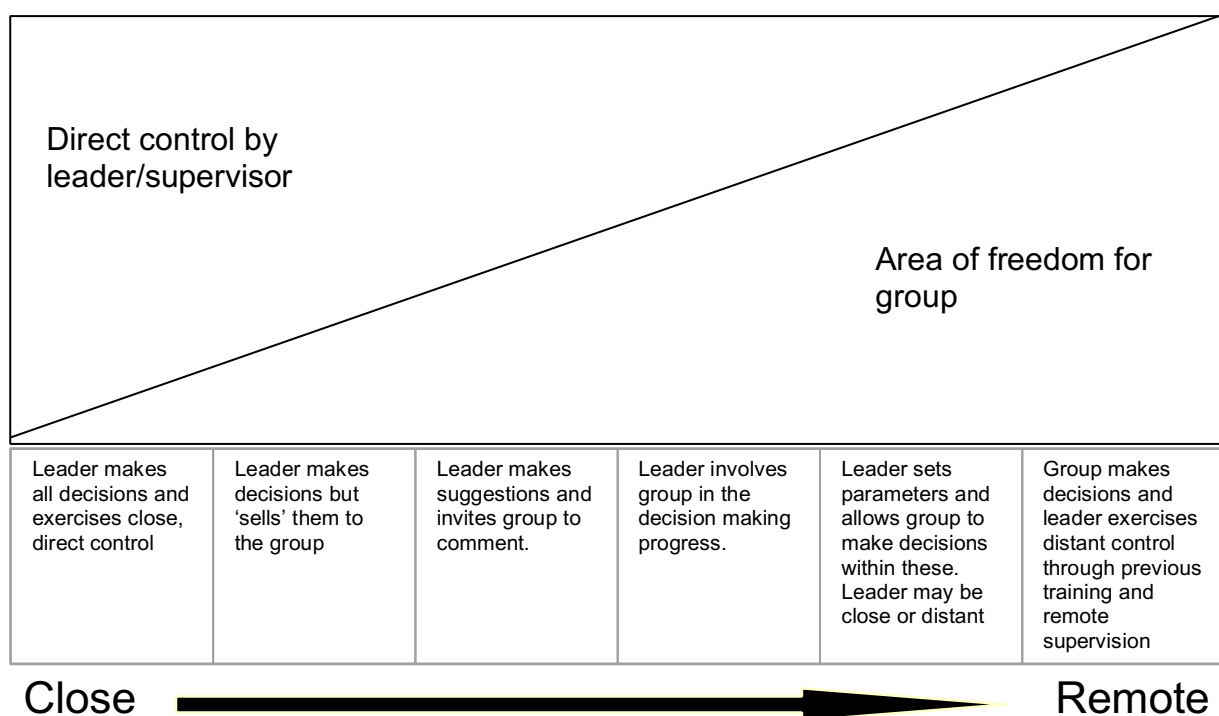 Direct control by
leader/supervisor
Area of freedom for
group
Leader makes
all decisions and
exercises close,
direct control
Leader makes
decisions but
‘sells’ them to
the group
Leader makes
suggestions and
invites group to
comment.
Leader involves
group in the
decision making
progress.
Leader sets
parameters and
allows group to
make decisions
within these.
Leader may be
close or distant
Group makes
decisions and
leader exercises
distant control
through previous
training and
remote
supervision
Close
Remote